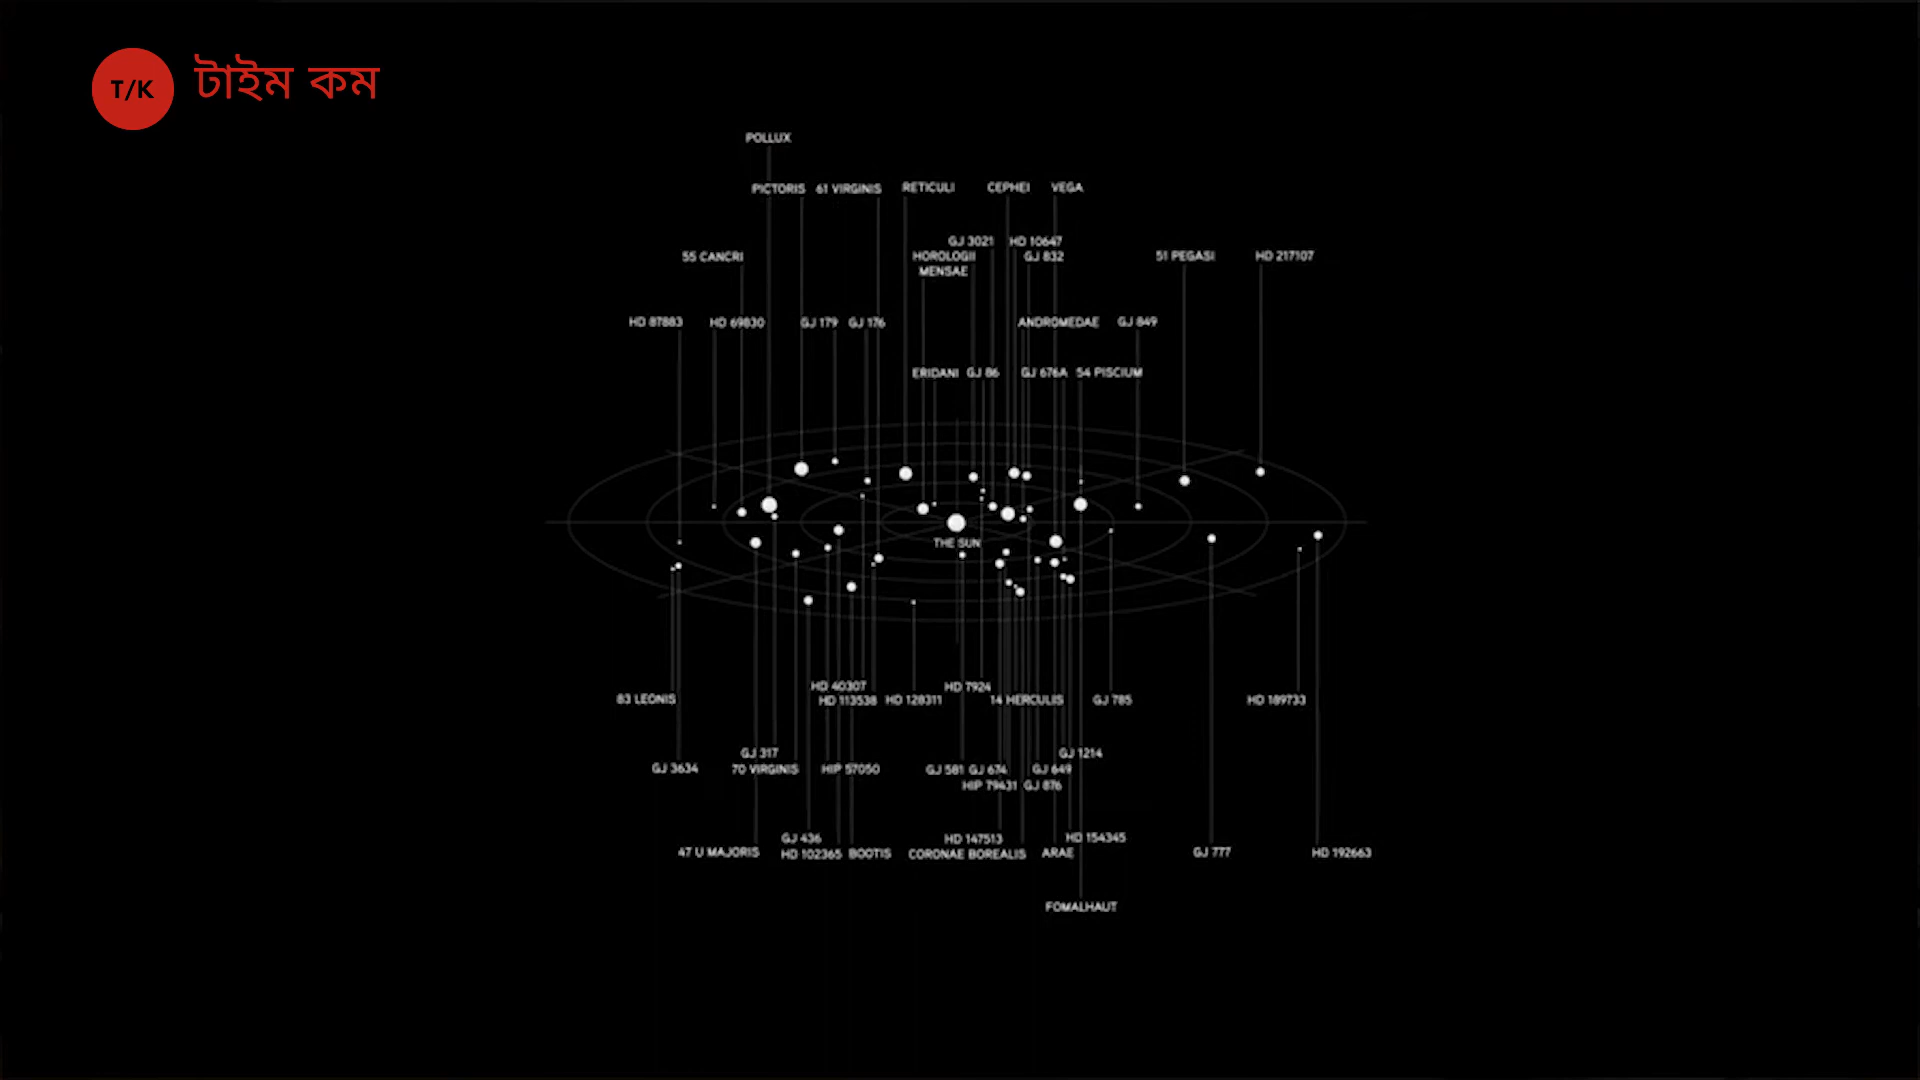 T/K টাইম কম
POLLUX
PICTORIS 61 VIRGINIS RETICULI CEPHEI VEGA
GJ 3021 HD 10647
55 CANCRI HOROLOGII GJ 832 51 PEGASI HD 217107
MENSAE
HD 87883 HD 69830 GJ 179 GJ 176 ANDROMEDAE GJ 849
ERIDANI GJ 86 GJ 676A 54 PISCIUM
THE SUN
HD 40307 HD 7924
83 LEONIS HD 113538 HD 128311 14 HERCULIS GJ 785 HD 189733
GJ 317 GJ 1214
GJ 3634 70 VIRGINIS HIP 57050 GJ 581 GJ 674 GJ 649
HIP 79431 GJ 876
GJ 436 HD 147513 HD 154345
47 U MAJORIS HD 102365 BOOTIS CORONAE BOREALIS ARAE GJ 777 HD 192663
FOMALHAUT